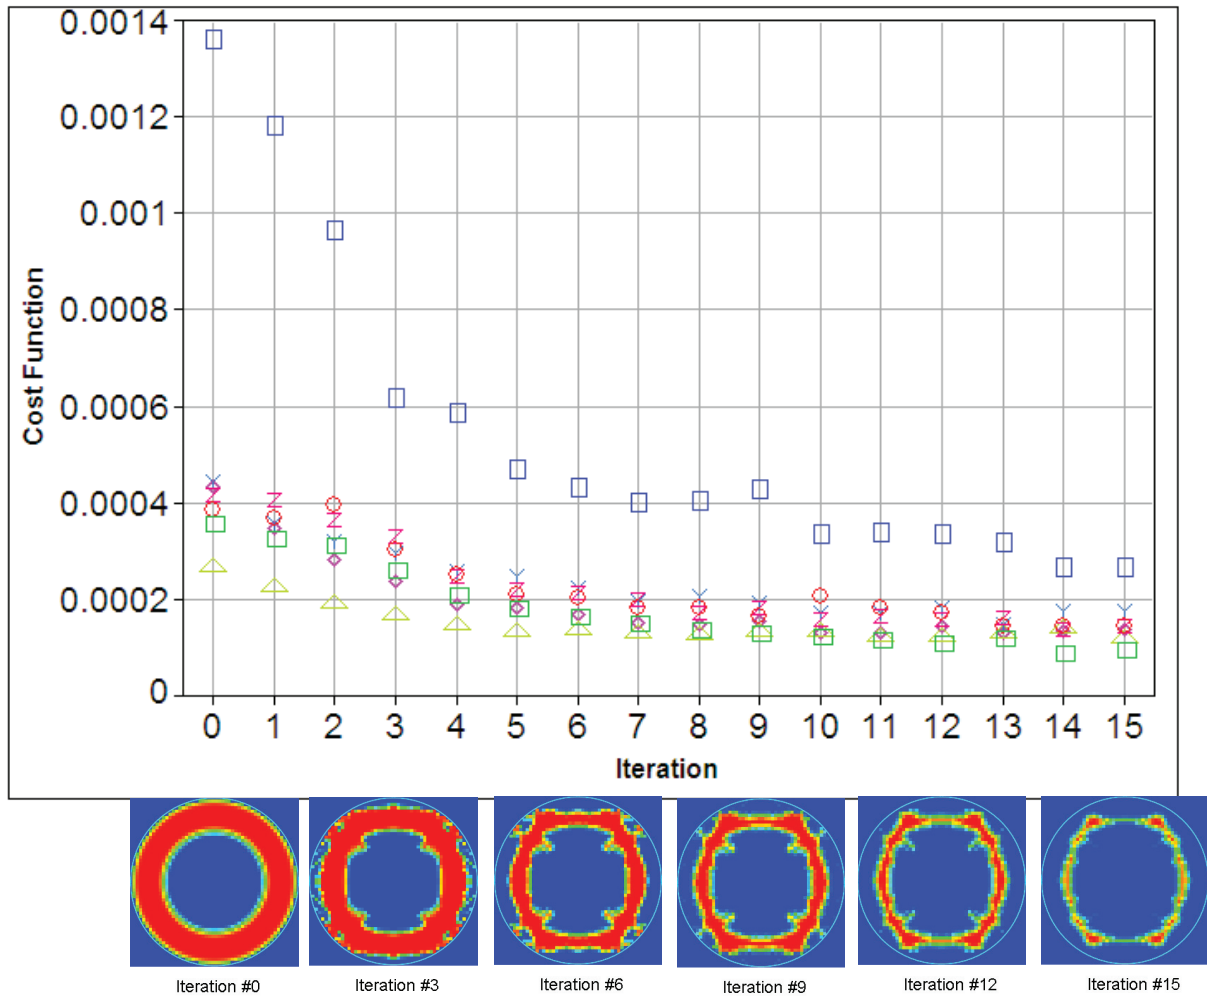 0.0014
0.0012
0.001
0.0008
0.0006
0.0004
0.0002
0
Cost Function
0 1 2 3 4 5 6 7 8 9 10 11 12 13 14 15
Iteration
Iteration #0 Iteration #3 Iteration #6 Iteration #9 Iteration #12 Iteration #15